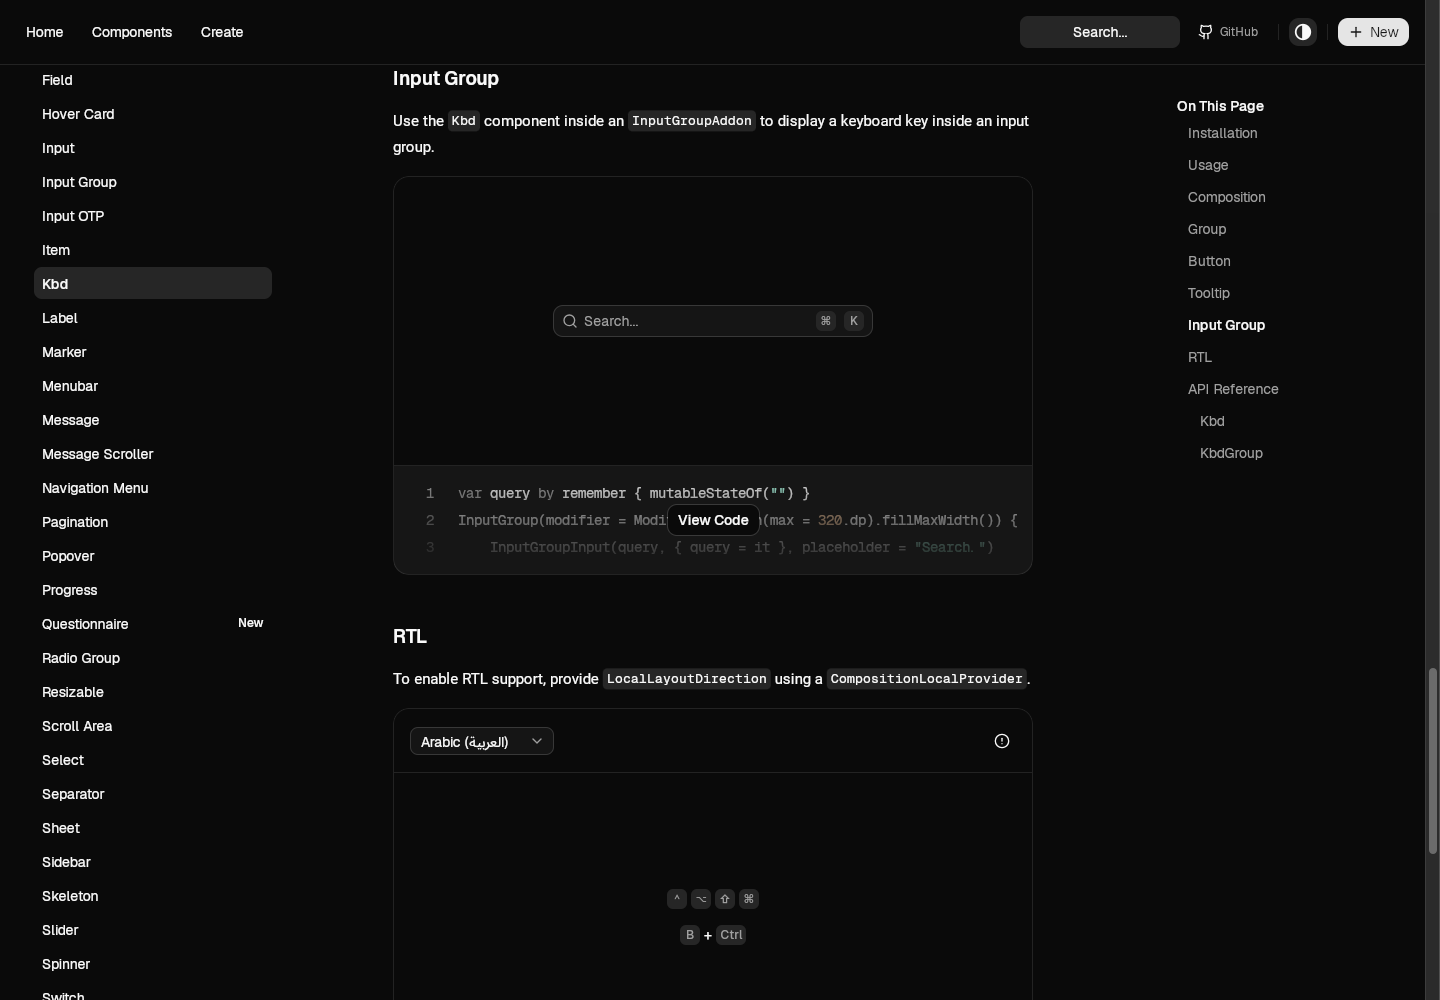 Home
Components
Create
Search...
GitHub
New
Field
Hover Card
Input
Input Group
Input OTP
Item
Kbd
Label
Marker
Menubar
Message
Message Scroller
Navigation Menu
Pagination
Popover
Progress
Questionnaire New
Radio Group
Resizable
Scroll Area
Select
Separator
Sheet
Sidebar
Skeleton
Slider
Spinner
Switch
Input Group
Use the Kbd component inside an InputGroupAddon to display a keyboard key inside an input
group.
Search... ⌘ K
1 var query by remember { mutableStateOf("") }
2 InputGroup(modifier = Modi (max = 320.dp).fillMaxWidth()) {
View Code
3 InputGroupInput(query, { query = it }, placeholder = "Search…")
RTL
To enable RTL support, provide LocalLayoutDirection using a CompositionLocalProvider.
Arabic (العربية)
^ ⌥ ⇧ ⌘
B + Ctrl
On This Page
Installation
Usage
Composition
Group
Button
Tooltip
Input Group
RTL
API Reference
Kbd
KbdGroup